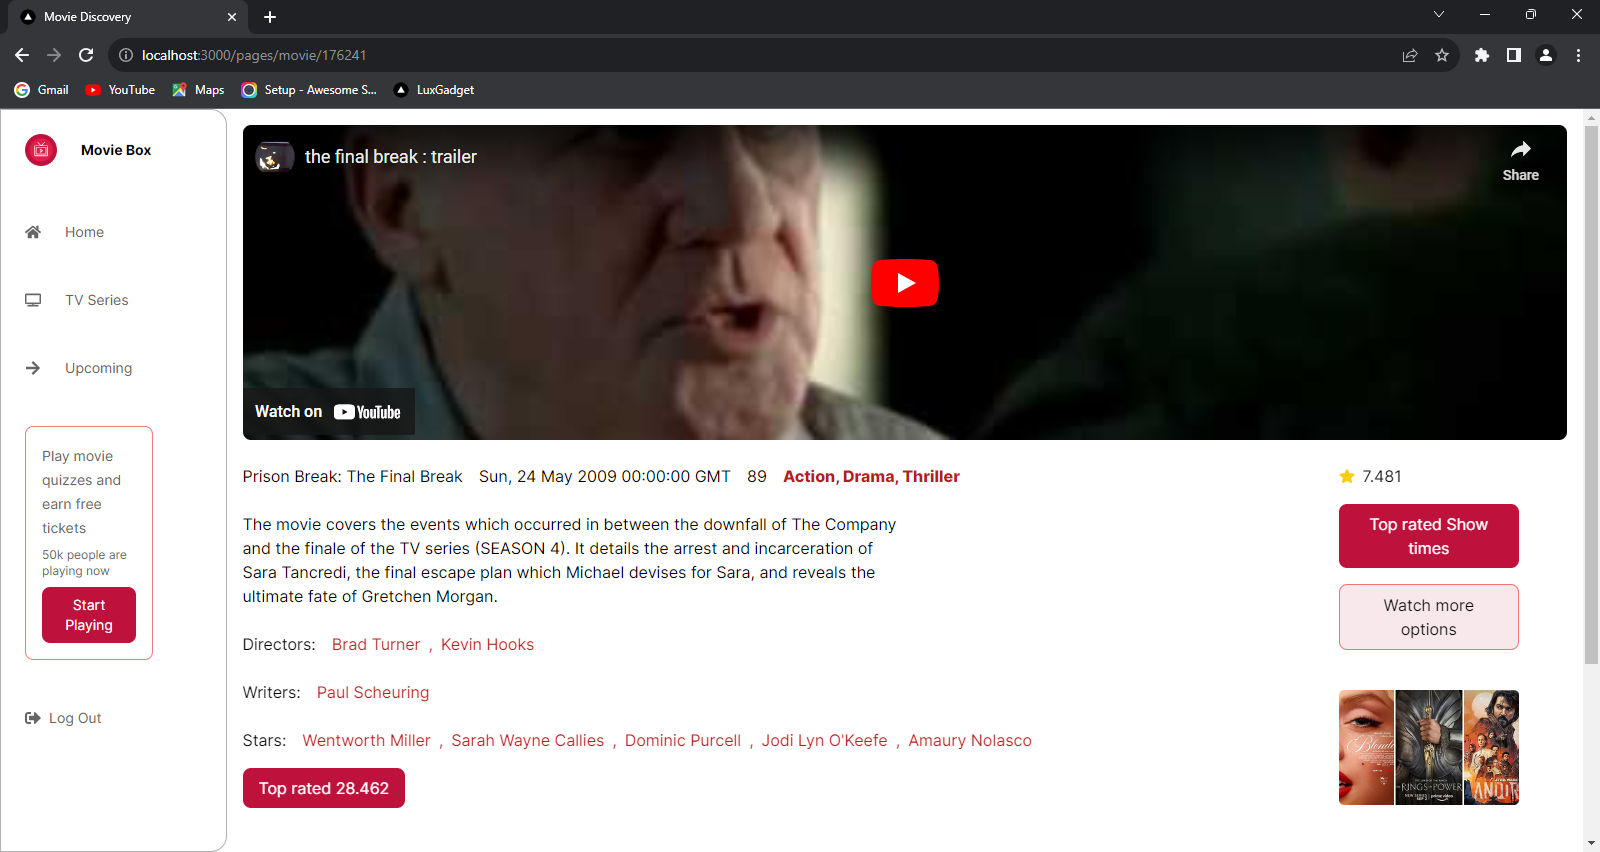 Movie Discovery
localhost:3000/pages/movie/176241
Gmail
YouTube
Maps
Setup - Awesome S...
LuxGadget
Movie Box
Home
TV Series
Upcoming
Play movie
quizzes and
earn free
tickets
50k people are
playing now
Start
Playing
Log Out
the final break : trailer
Share
Watch on YouTube
Prison Break: The Final Break Sun, 24 May 2009 00:00:00 GMT 89 Action, Drama, Thriller
7.481
The movie covers the events which occurred in between the downfall of The Company
and the finale of the TV series (SEASON 4). It details the arrest and incarceration of
Sara Tancredi, the final escape plan which Michael devises for Sara, and reveals the
ultimate fate of Gretchen Morgan.
Directors: Brad Turner , Kevin Hooks
Writers: Paul Scheuring
Stars: Wentworth Miller , Sarah Wayne Callies , Dominic Purcell , Jodi Lyn O'Keefe , Amaury Nolasco
Top rated 28.462
Top rated Show
times
Watch more
options
Blonde
RINGS OF POWER
prime video
STAR WARS
ANDOR